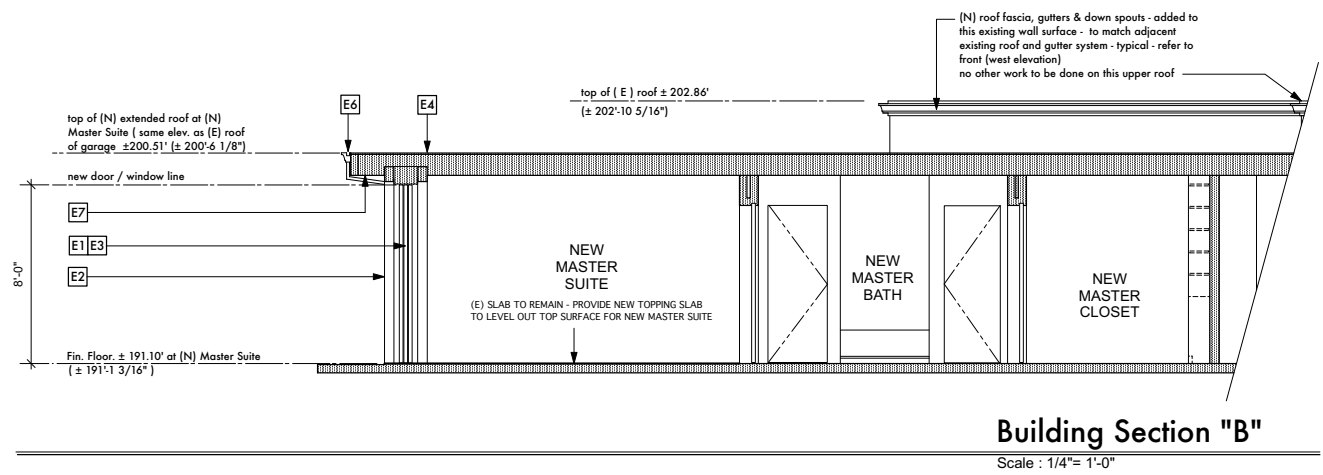 (N) roof fascia, gutters & down spouts - added to
this existing wall surface - to match adjacent
existing roof and gutter system - typical - refer to
front (west elevation)
no other work to be done on this upper roof
top of ( E ) roof ± 202.86'
(± 202'-10 5/16")
E6
E4
top of (N) extended roof at (N)
Master Suite ( same elev. as (E) roof
of garage ±200.51' (± 200'-6 1/8")
new door / window line
E7
E1 E3
E2
8'-0"
NEW
MASTER
SUITE
(E) SLAB TO REMAIN - PROVIDE NEW TOPPING SLAB
TO LEVEL OUT TOP SURFACE FOR NEW MASTER SUITE
NEW
MASTER
BATH
NEW
MASTER
CLOSET
Fin. Floor. ± 191.10' at (N) Master Suite
( ± 191'-1 3/16" )
Building Section "B"
Scale : 1/4"= 1'-0"